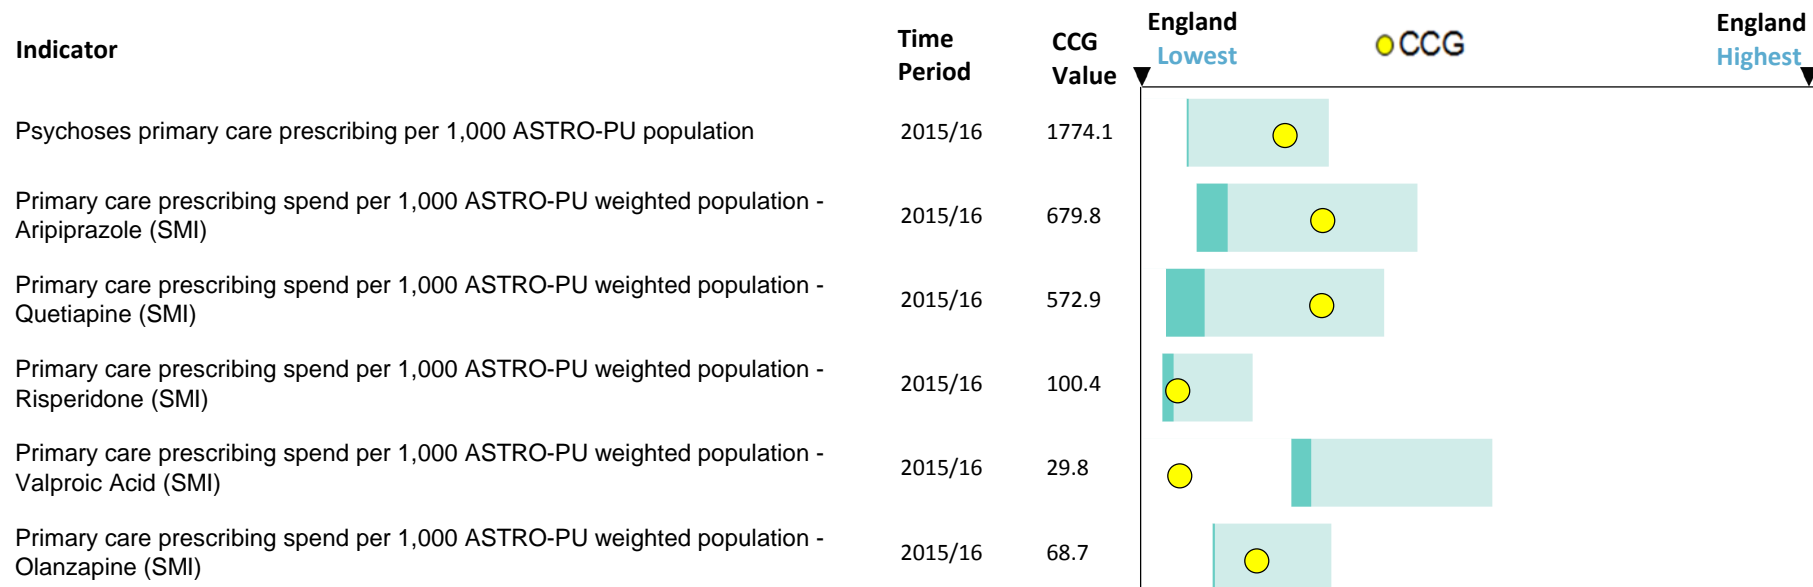 Indicator
Time
Period
CCG
Value
England
Lowest
CCG
England
Highest
Psychoses primary care prescribing per 1,000 ASTRO-PU population
2015/16
1774.1
Primary care prescribing spend per 1,000 ASTRO-PU weighted population -
Aripiprazole (SMI)
2015/16
679.8
Primary care prescribing spend per 1,000 ASTRO-PU weighted population -
Quetiapine (SMI)
2015/16
572.9
Primary care prescribing spend per 1,000 ASTRO-PU weighted population -
Risperidone (SMI)
2015/16
100.4
Primary care prescribing spend per 1,000 ASTRO-PU weighted population -
Valproic Acid (SMI)
2015/16
29.8
Primary care prescribing spend per 1,000 ASTRO-PU weighted population -
Olanzapine (SMI)
2015/16
68.7